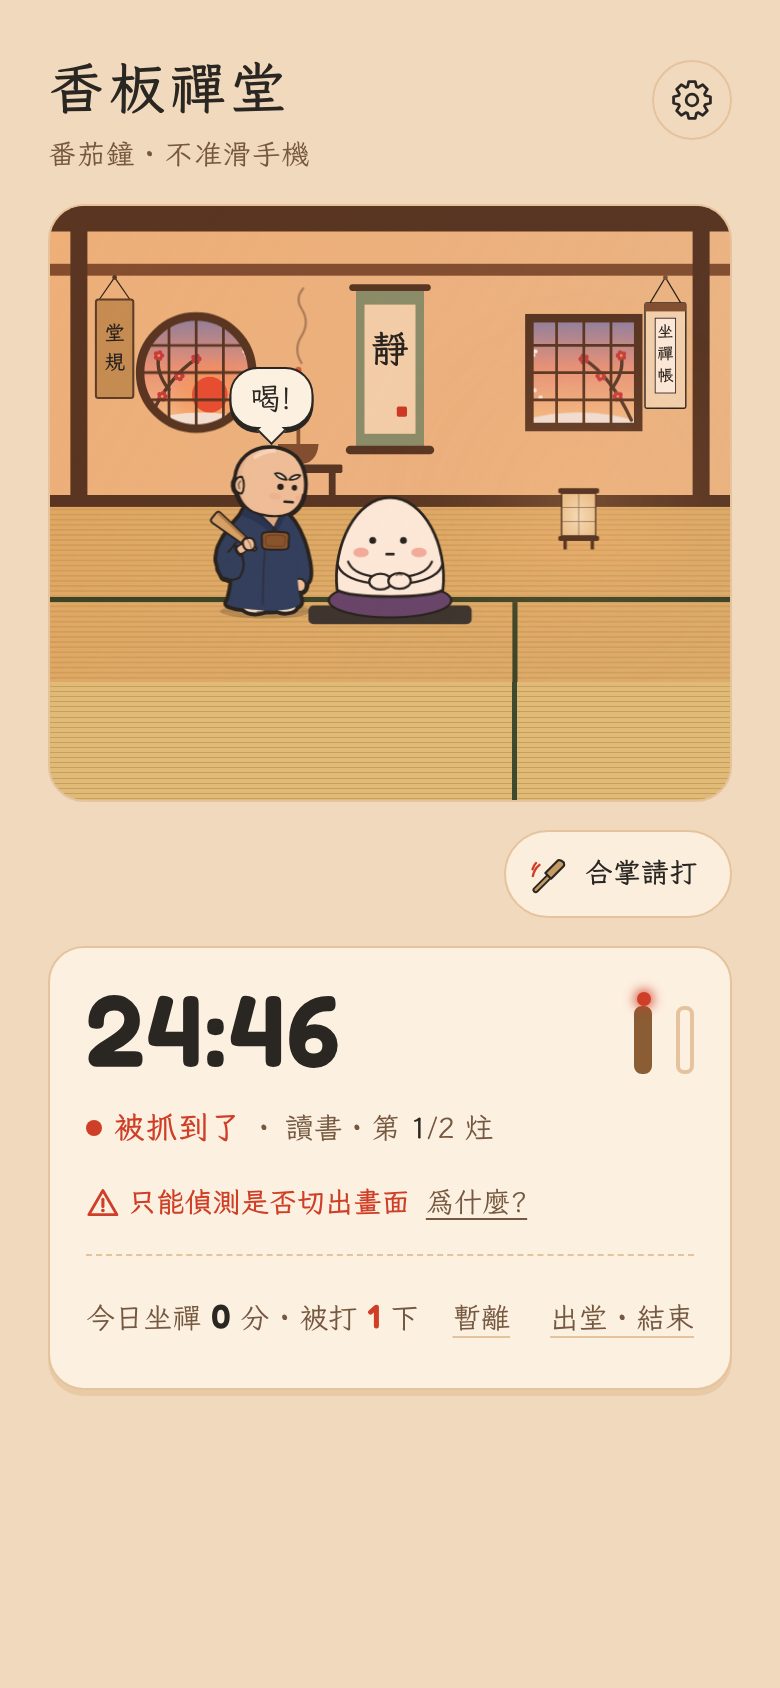 香板禪堂
番茄鐘・不准滑手機
堂規
靜
坐禪帳
喝!
合掌請打
24:46
被抓到了・讀書・第 1/2 炷
只能偵測是否切出畫面 為什麼?
今日坐禪 0 分・被打 1 下 暫離 出堂・結束